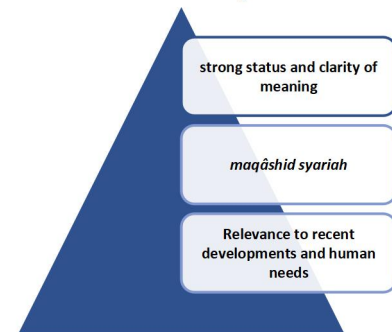 strong status and clarity of
meaning
maqâshid syariah
Relevance to recent
developments and human
needs